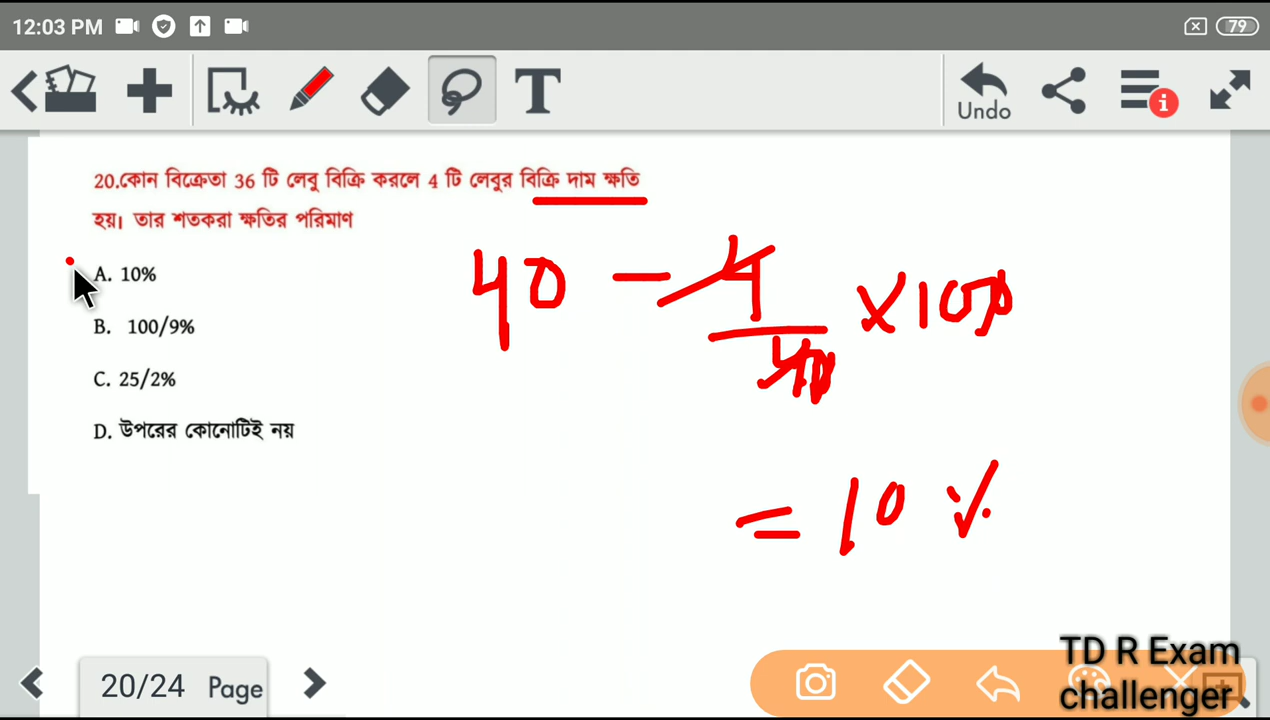 12:03 PM
79
Undo
20.কোন বিক্রেতা 36 টি লেবু বিক্রি করলে 4 টি লেবুর বিক্রি দাম ক্ষতি
হয়। তার শতকরা ক্ষতির পরিমাণ
A. 10%
B. 100/9%
C. 25/2%
D. উপরের কোনোটিই নয়
40 — 4
40
×100
= 10 %
20/24 Page
TD R Exam
challenger